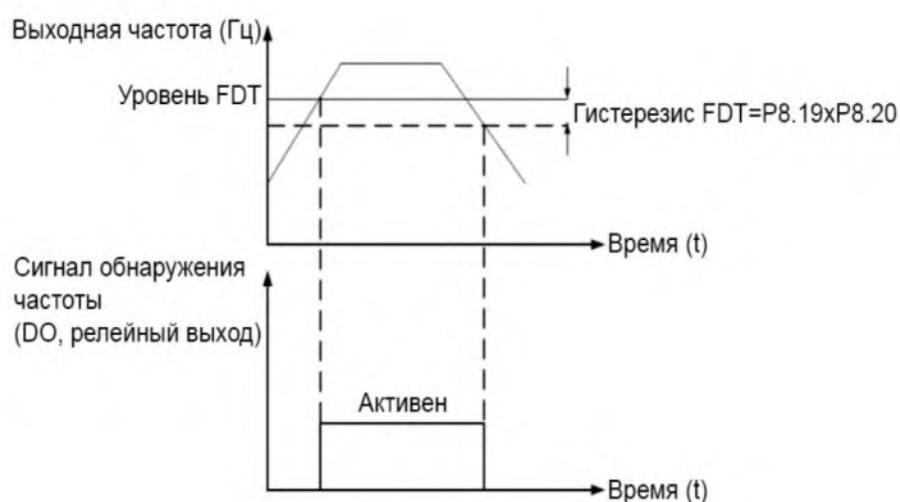 Выходная частота (Гц)
Уровень FDT
Гистерезис FDT=P8.19xP8.20
Время (t)
Сигнал обнаружения
частоты
(DO, релейный выход)
Активен
Время (t)